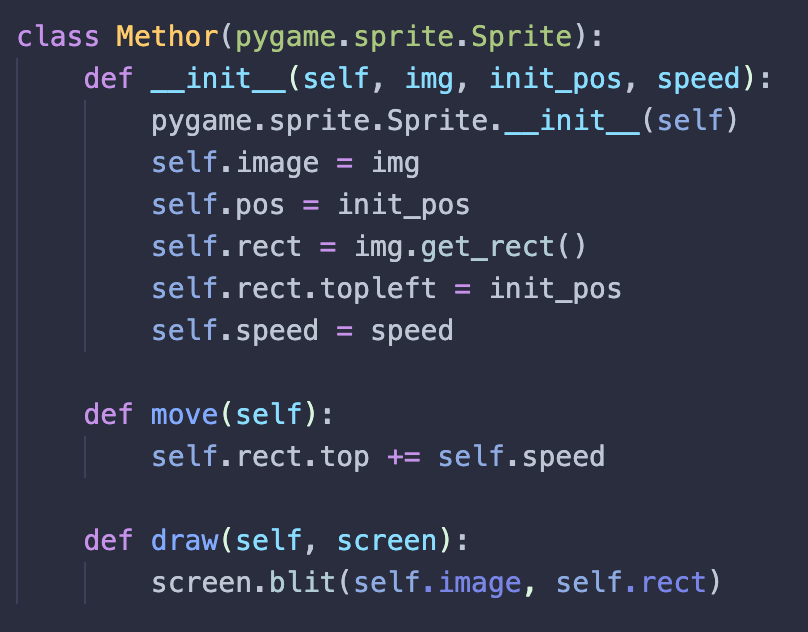 class Methor(pygame.sprite.Sprite):
    def __init__(self, img, init_pos, speed):
        pygame.sprite.Sprite.__init__(self)
        self.image = img
        self.pos = init_pos
        self.rect = img.get_rect()
        self.rect.topleft = init_pos
        self.speed = speed

    def move(self):
        self.rect.top += self.speed

    def draw(self, screen):
        screen.blit(self.image, self.rect)